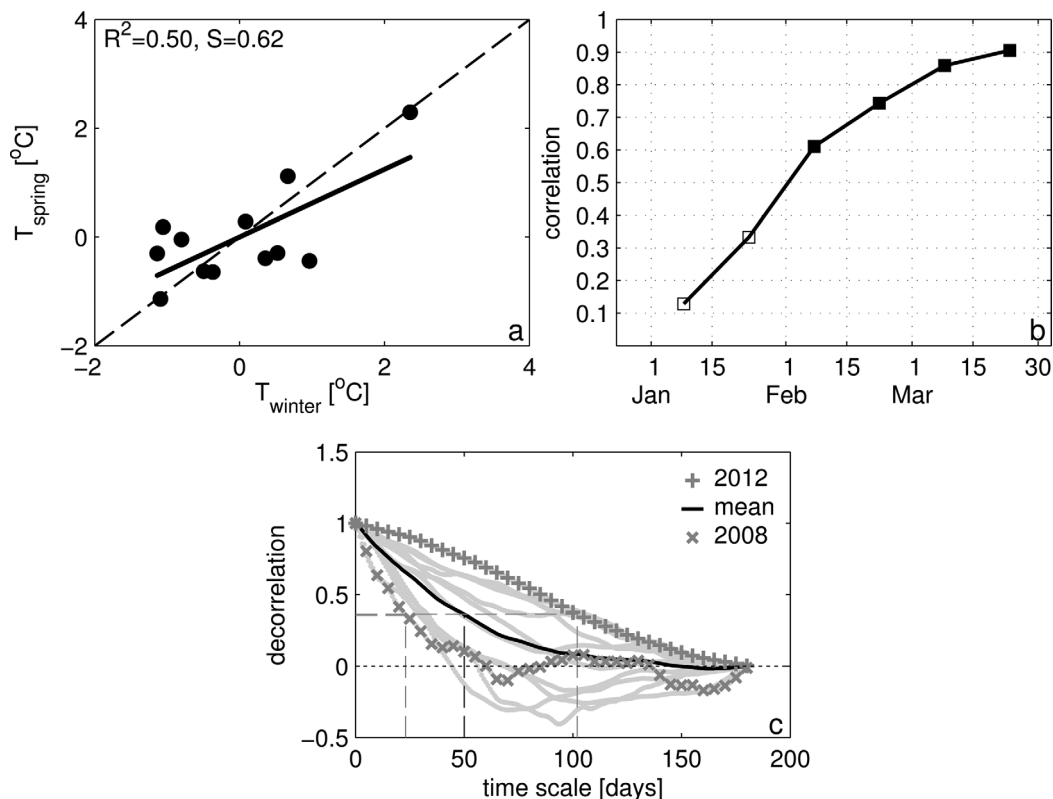 R²=0.50, S=0.62
4
2
0
−2
−2
0
2
4
T_spring [°C]
T_winter [°C]
a
1
0.9
0.8
0.7
0.6
0.5
0.4
0.3
0.2
0.1
correlation
1 15 1 15 1 15 30
Jan Feb Mar
b
1.5
1
0.5
0
−0.5
decorrelation
2012
mean
2008
0 50 100 150 200
time scale [days]
c